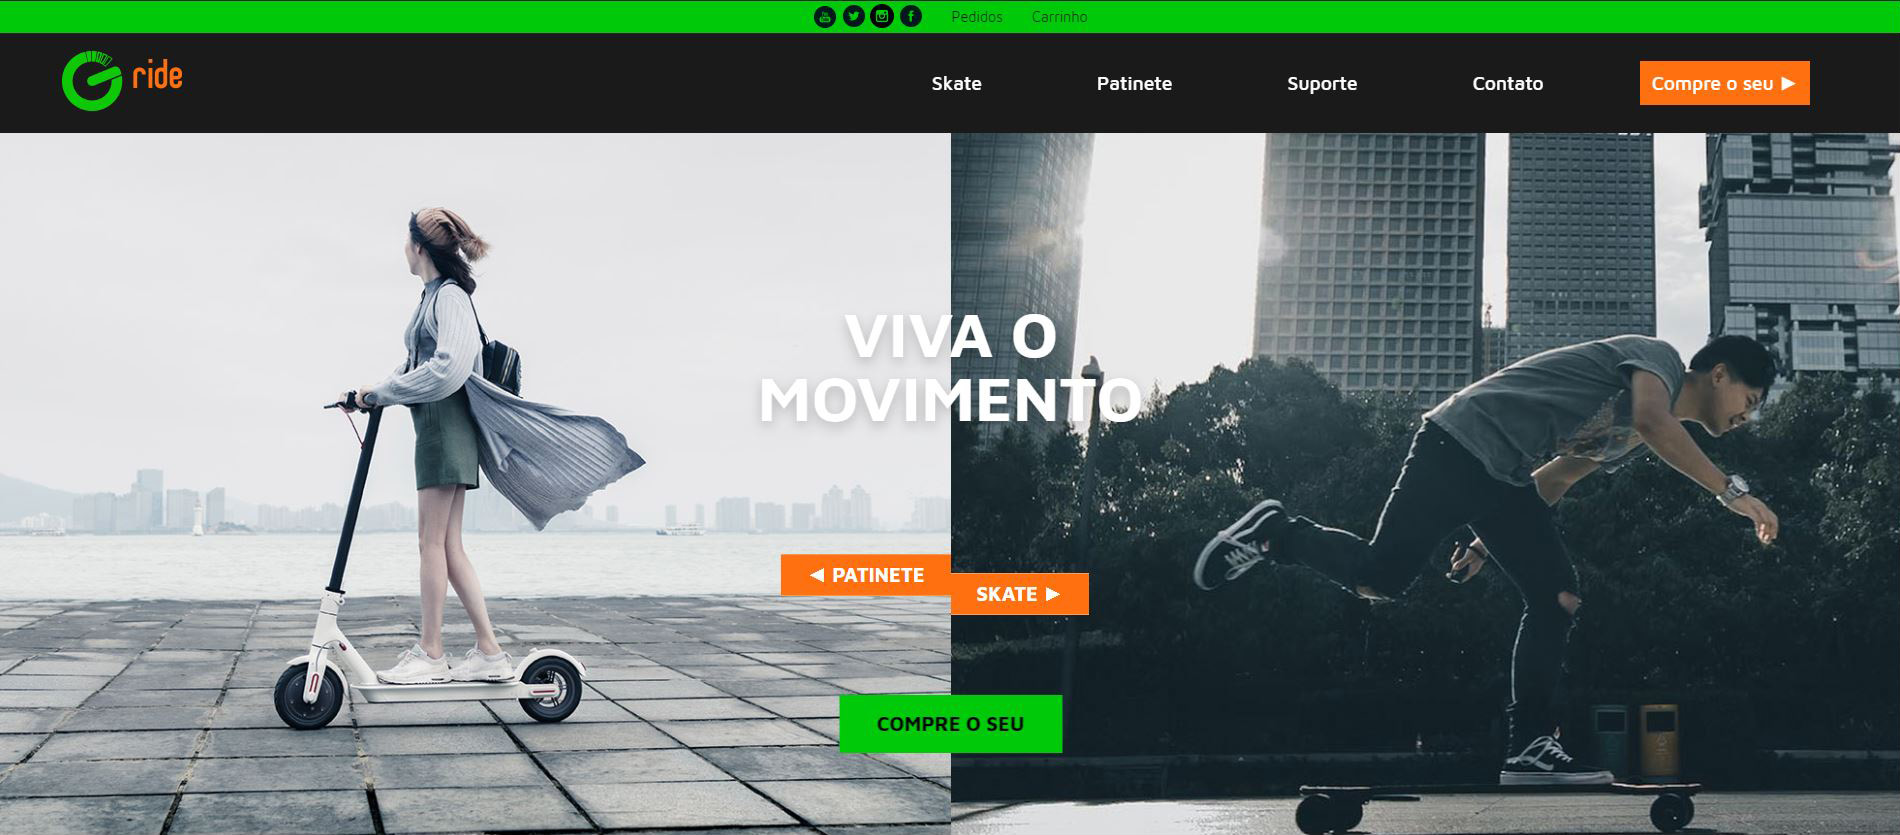 Pedidos Carrinho
ride
Skate Patinete Suporte Contato Compre o seu ►
VIVA O
MOVIMENTO
◄ PATINETE
SKATE ►
COMPRE O SEU